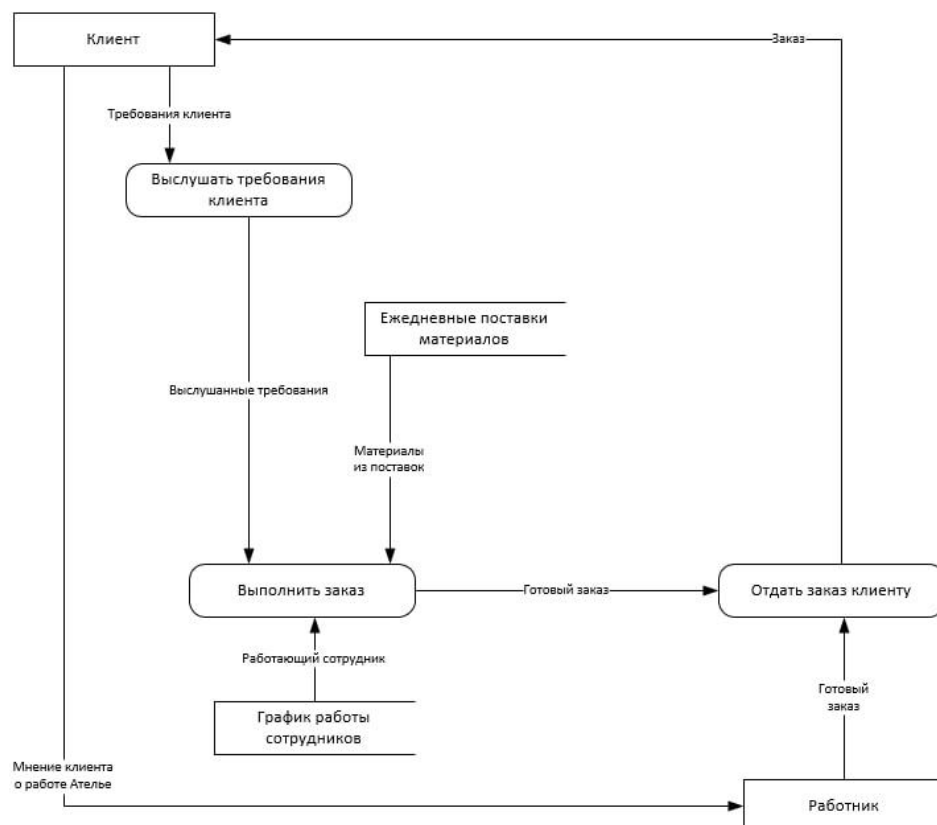 Клиент
Заказ
Требования клиента
Выслушать требования
клиента
Ежедневные поставки
материалов
Выслушанные требования
Материалы
из поставок
Выполнить заказ
Готовый заказ
Отдать заказ клиенту
Работающий сотрудник
Готовый
заказ
График работы
сотрудников
Мнение клиента
о работе Ателье
Работник